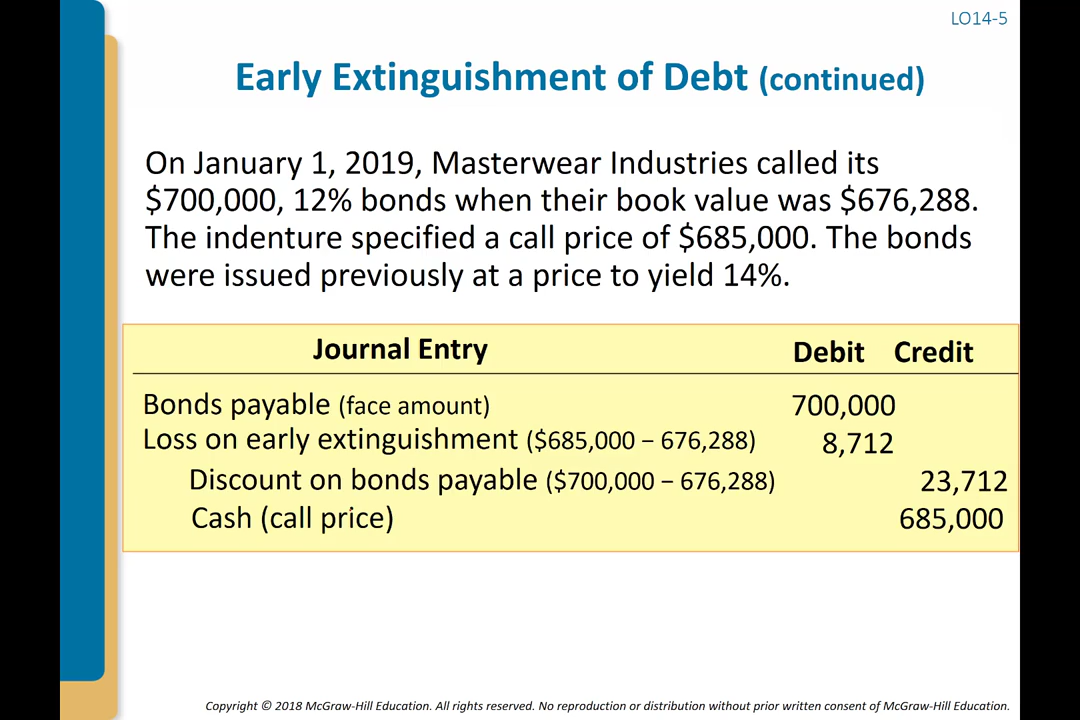 LO14-5
Early Extinguishment of Debt (continued)
On January 1, 2019, Masterwear Industries called its
$700,000, 12% bonds when their book value was $676,288.
The indenture specified a call price of $685,000. The bonds
were issued previously at a price to yield 14%.
Journal Entry Debit Credit
Bonds payable (face amount) 700,000
Loss on early extinguishment ($685,000 – 676,288) 8,712
Discount on bonds payable ($700,000 – 676,288) 23,712
Cash (call price) 685,000
Copyright © 2018 McGraw-Hill Education. All rights reserved. No reproduction or distribution without prior written consent of McGraw-Hill Education.